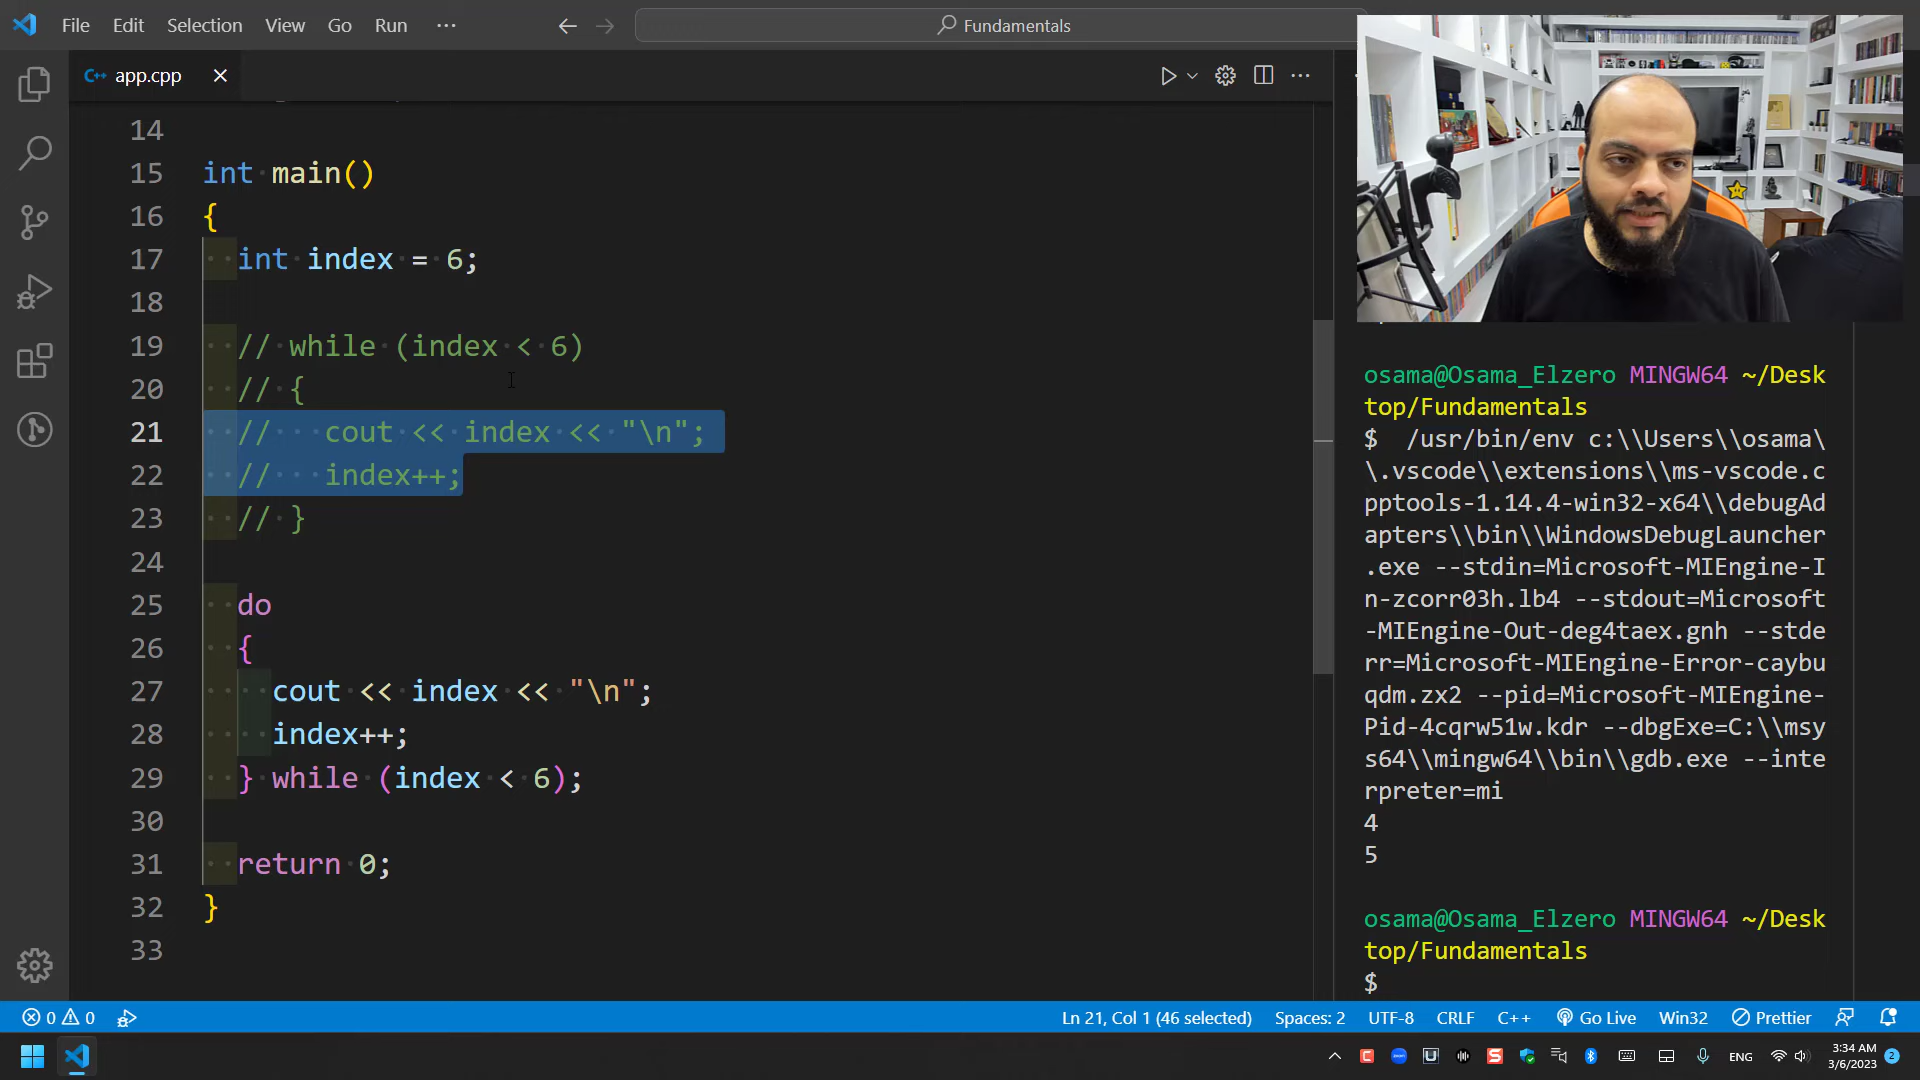 File Edit Selection View Go Run ··· Fundamentals
app.cpp
14
15 int main()
16 {
17 int index = 6;
18
19 // while (index < 6)
20 // {
21 // cout << index << "\n";
22 // index++;
23 // }
24
25 do
26 {
27 cout << index << "\n";
28 index++;
29 } while (index < 6);
30
31 return 0;
32 }
33
osama@Osama_Elzero MINGW64 ~/Desk
top/Fundamentals
$ /usr/bin/env c:\\Users\\osama\
\.vscode\\extensions\\ms-vscode.c
pptools-1.14.4-win32-x64\\debugAd
apters\\bin\\WindowsDebugLauncher
.exe --stdin=Microsoft-MIEngine-I
n-zcorr03h.lb4 --stdout=Microsoft
-MIEngine-Out-deg4taex.gnh --stde
rr=Microsoft-MIEngine-Error-caybu
qdm.zx2 --pid=Microsoft-MIEngine-
Pid-4cqrw51w.kdr --dbgExe=C:\\msy
s64\\mingw64\\bin\\gdb.exe --inte
rpreter=mi
4
5
osama@Osama_Elzero MINGW64 ~/Desk
top/Fundamentals
$
0 0 Ln 21, Col 1 (46 selected) Spaces: 2 UTF-8 CRLF C++ Go Live Win32 Prettier
ENG 3:34 AM 2
3/6/2023